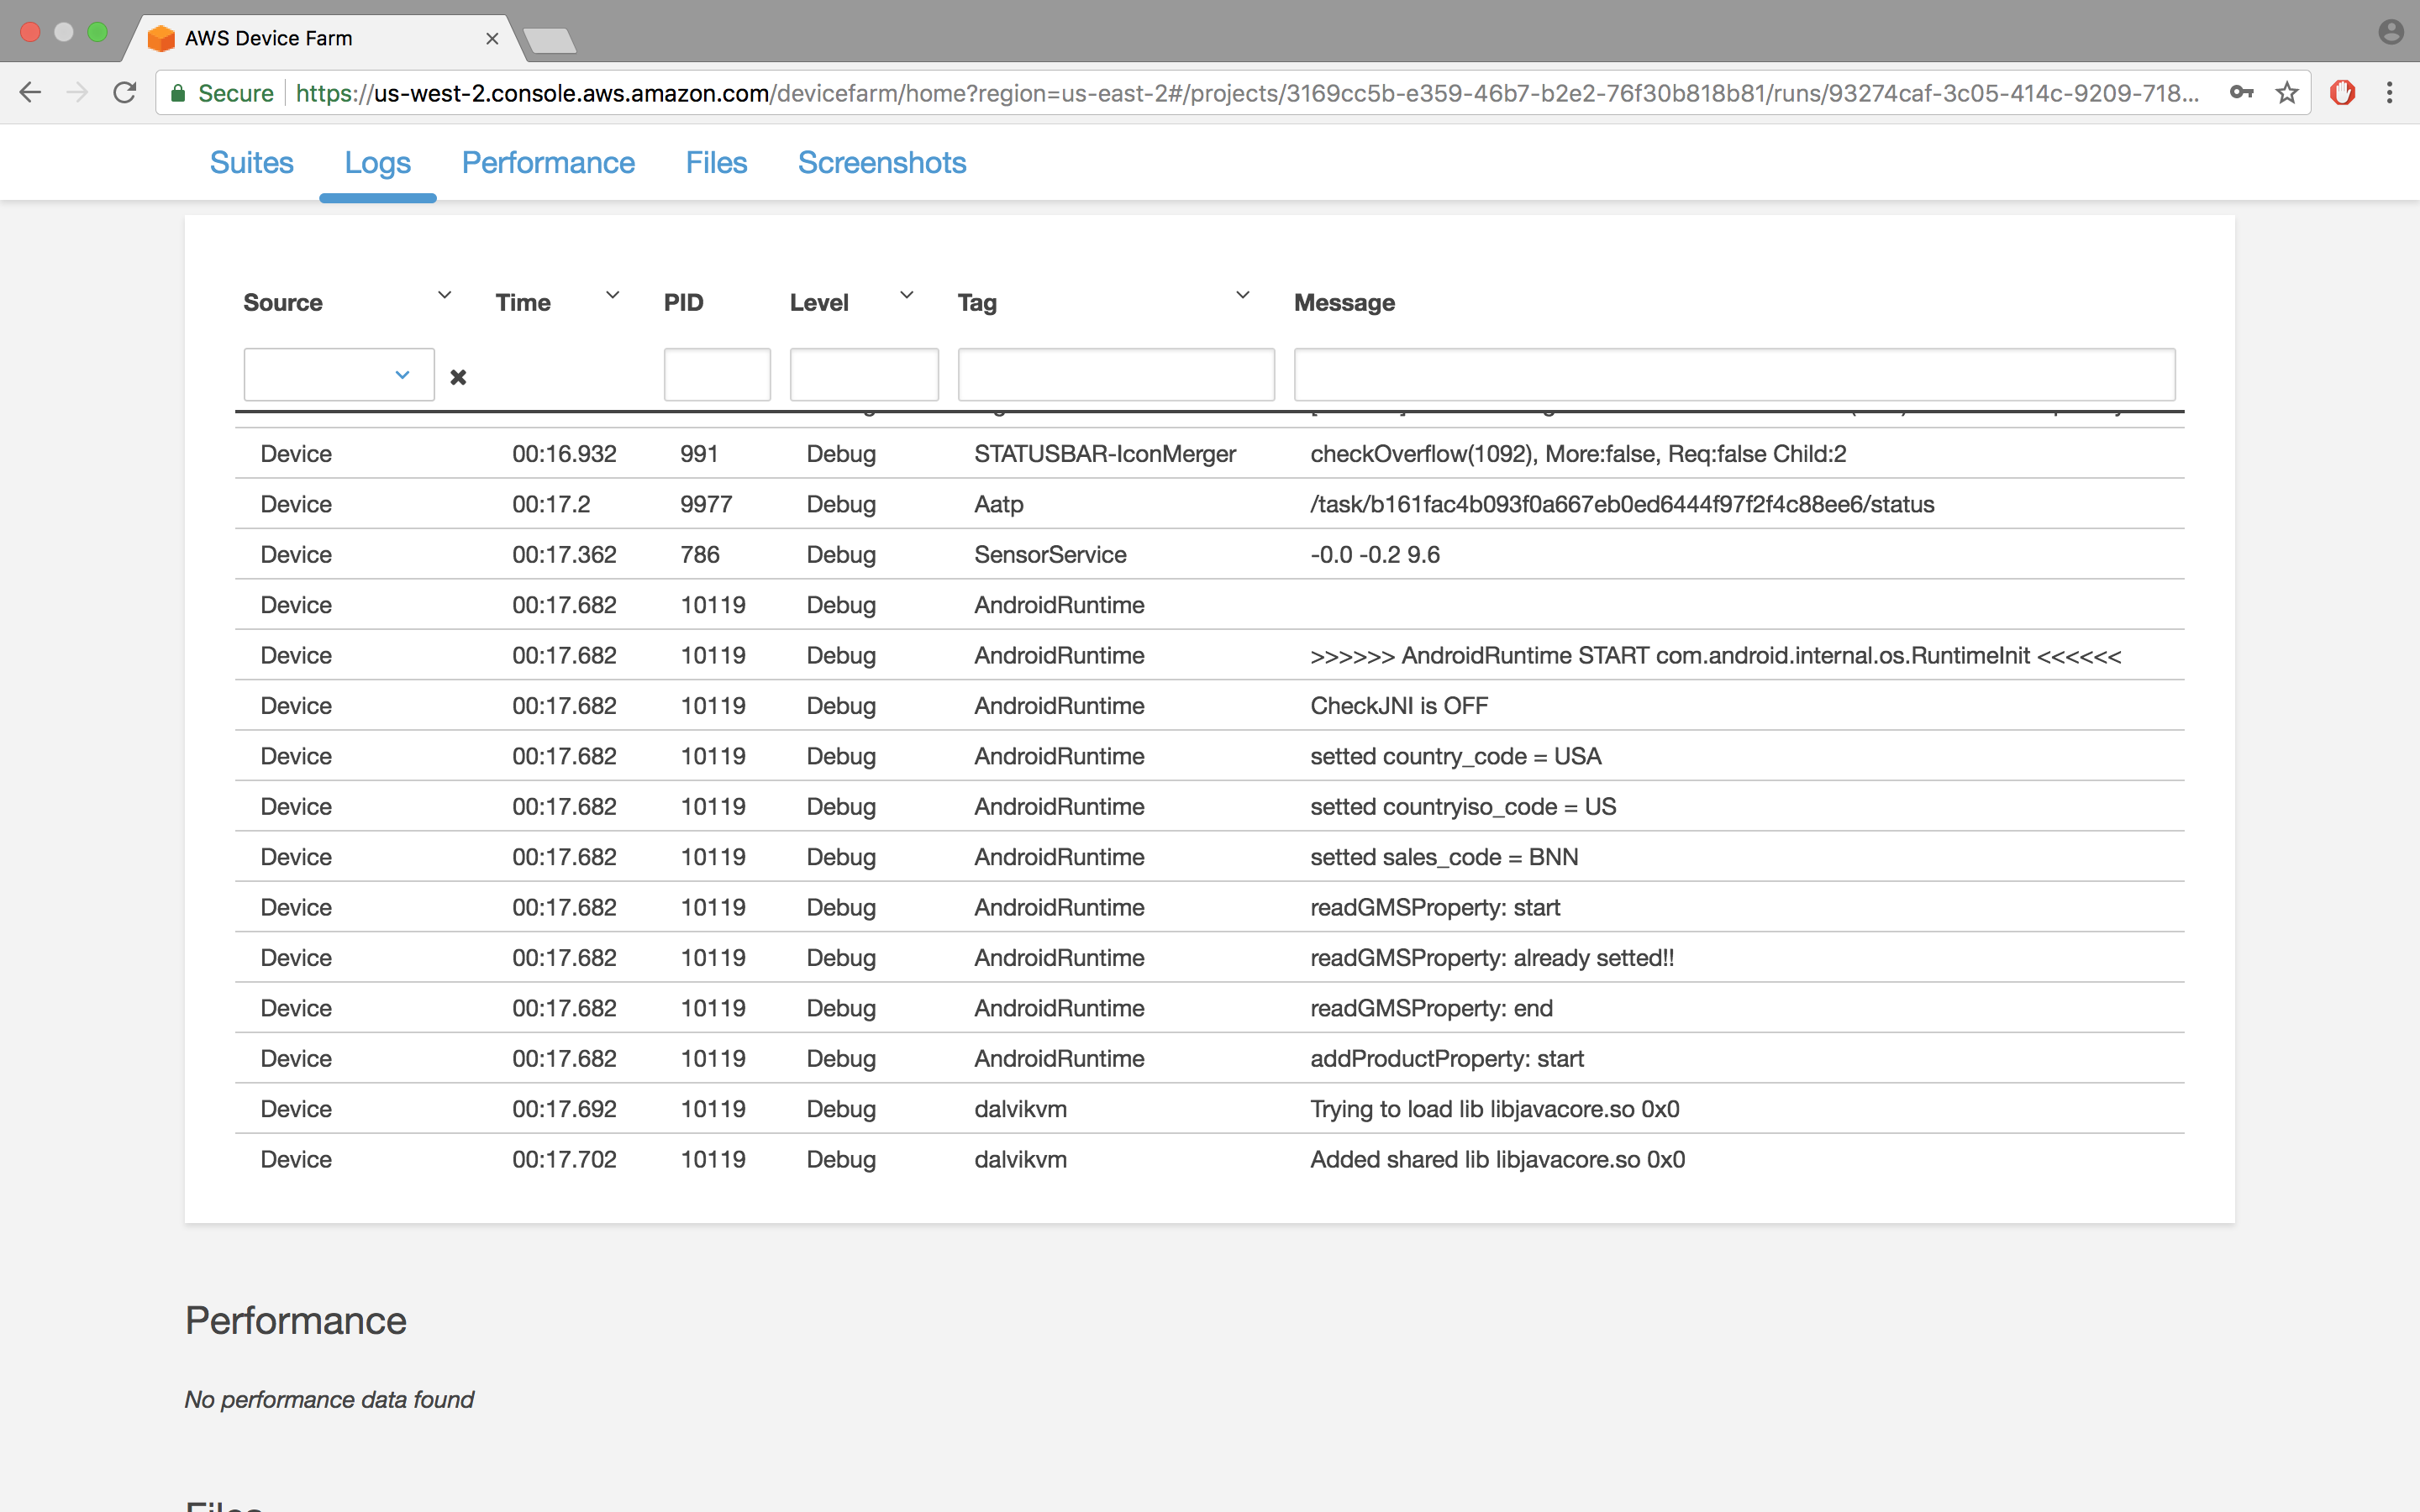 AWS Device Farm
Secure https://us-west-2.console.aws.amazon.com/devicefarm/home?region=us-east-2#/projects/3169cc5b-e359-46b7-b2e2-76f30b818b81/runs/93274caf-3c05-414c-9209-718...
Suites Logs Performance Files Screenshots
Source Time PID Level Tag Message
Device 00:16.932 991 Debug STATUSBAR-IconMerger checkOverflow(1092), More:false, Req:false Child:2
Device 00:17.2 9977 Debug Aatp /task/b161fac4b093f0a667eb0ed6444f97f2f4c88ee6/status
Device 00:17.362 786 Debug SensorService -0.0 -0.2 9.6
Device 00:17.682 10119 Debug AndroidRuntime
Device 00:17.682 10119 Debug AndroidRuntime >>>>>> AndroidRuntime START com.android.internal.os.RuntimeInit <<<<<<
Device 00:17.682 10119 Debug AndroidRuntime CheckJNI is OFF
Device 00:17.682 10119 Debug AndroidRuntime setted country_code = USA
Device 00:17.682 10119 Debug AndroidRuntime setted countryiso_code = US
Device 00:17.682 10119 Debug AndroidRuntime setted sales_code = BNN
Device 00:17.682 10119 Debug AndroidRuntime readGMSProperty: start
Device 00:17.682 10119 Debug AndroidRuntime readGMSProperty: already setted!!
Device 00:17.682 10119 Debug AndroidRuntime readGMSProperty: end
Device 00:17.682 10119 Debug AndroidRuntime addProductProperty: start
Device 00:17.692 10119 Debug dalvikvm Trying to load lib libjavacore.so 0x0
Device 00:17.702 10119 Debug dalvikvm Added shared lib libjavacore.so 0x0
Performance
No performance data found
Files